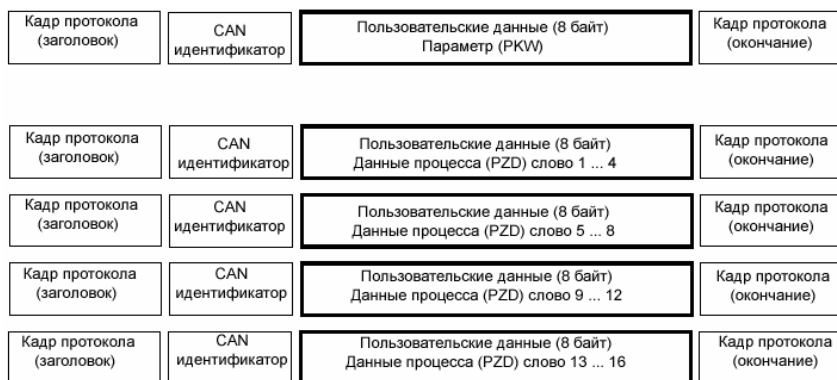 Кадр протокола
(заголовок)
CAN
идентификатор
Пользовательские данные (8 байт)
Параметр (PKW)
Кадр протокола
(окончание)
Кадр протокола
(заголовок)
CAN
идентификатор
Пользовательские данные (8 байт)
Данные процесса (PZD) слово 1 ... 4
Кадр протокола
(окончание)
Кадр протокола
(заголовок)
CAN
идентификатор
Пользовательские данные (8 байт)
Данные процесса (PZD) слово 5 ... 8
Кадр протокола
(окончание)
Кадр протокола
(заголовок)
CAN
идентификатор
Пользовательские данные (8 байт)
Данные процесса (PZD) слово 9 ... 12
Кадр протокола
(окончание)
Кадр протокола
(заголовок)
CAN
идентификатор
Пользовательские данные (8 байт)
Данные процесса (PZD) слово 13 ... 16
Кадр протокола
(окончание)